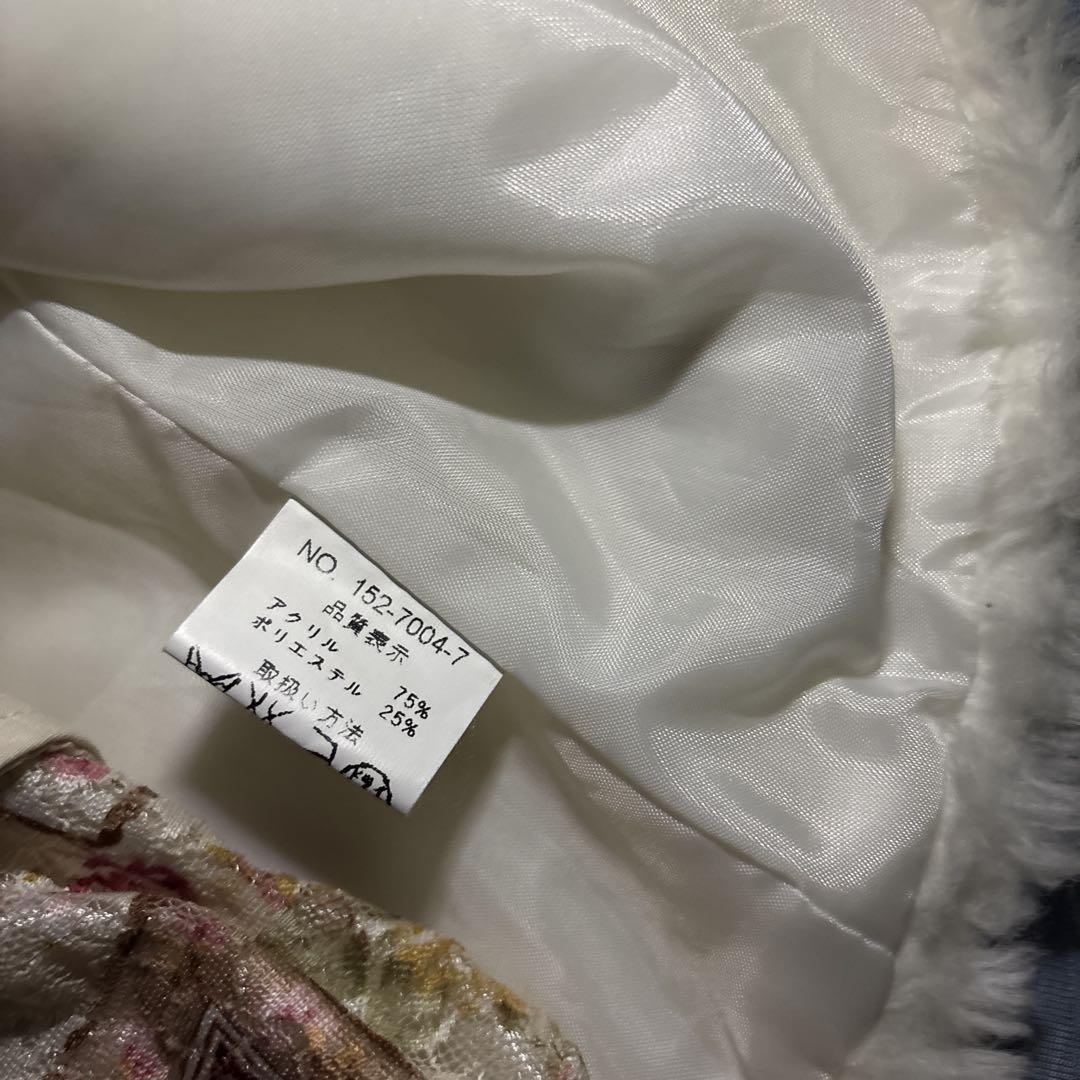 NO. 152-7004-7
品質表示
アクリル 75%
ポリエステル 25%
取扱い方法